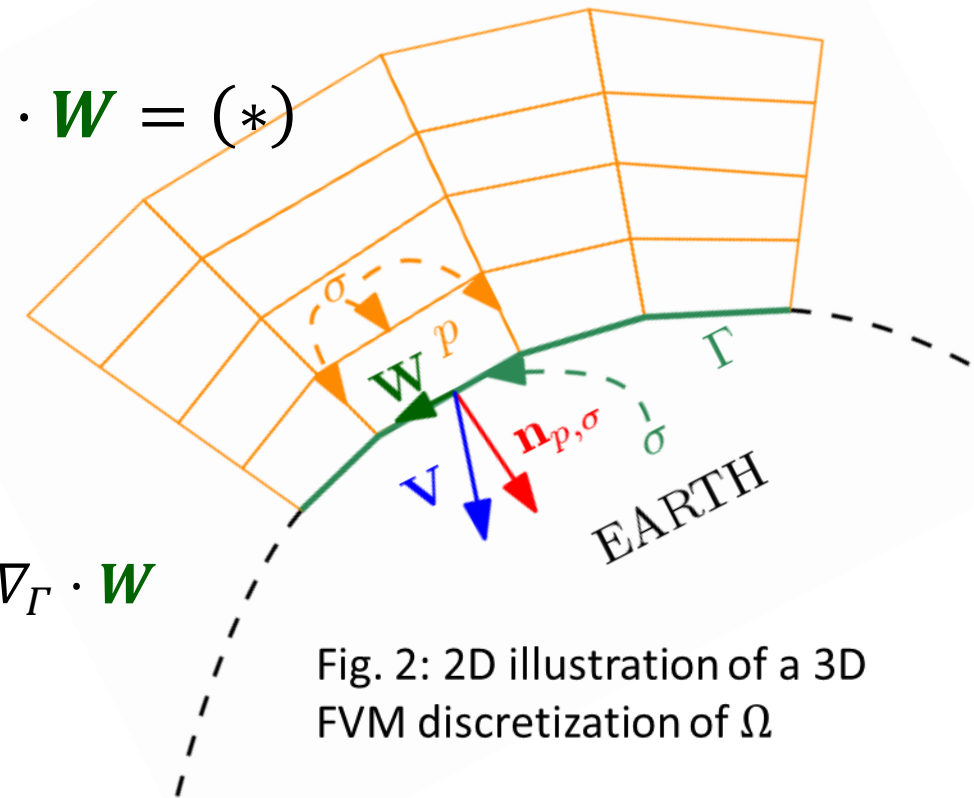 · W = (∗)
σ
p
W
Γ
n_{p,σ}
σ
V
EARTH
∇_Γ · W
Fig. 2: 2D illustration of a 3D
FVM discretization of Ω